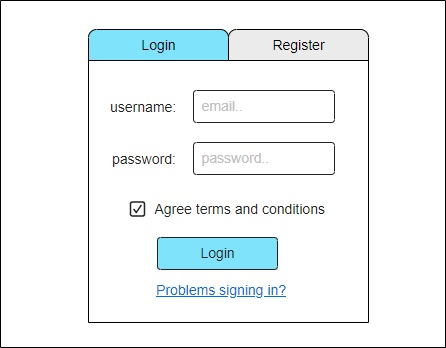 Login Register
username: email..
password: password..
Agree terms and conditions
Login
Problems signing in?